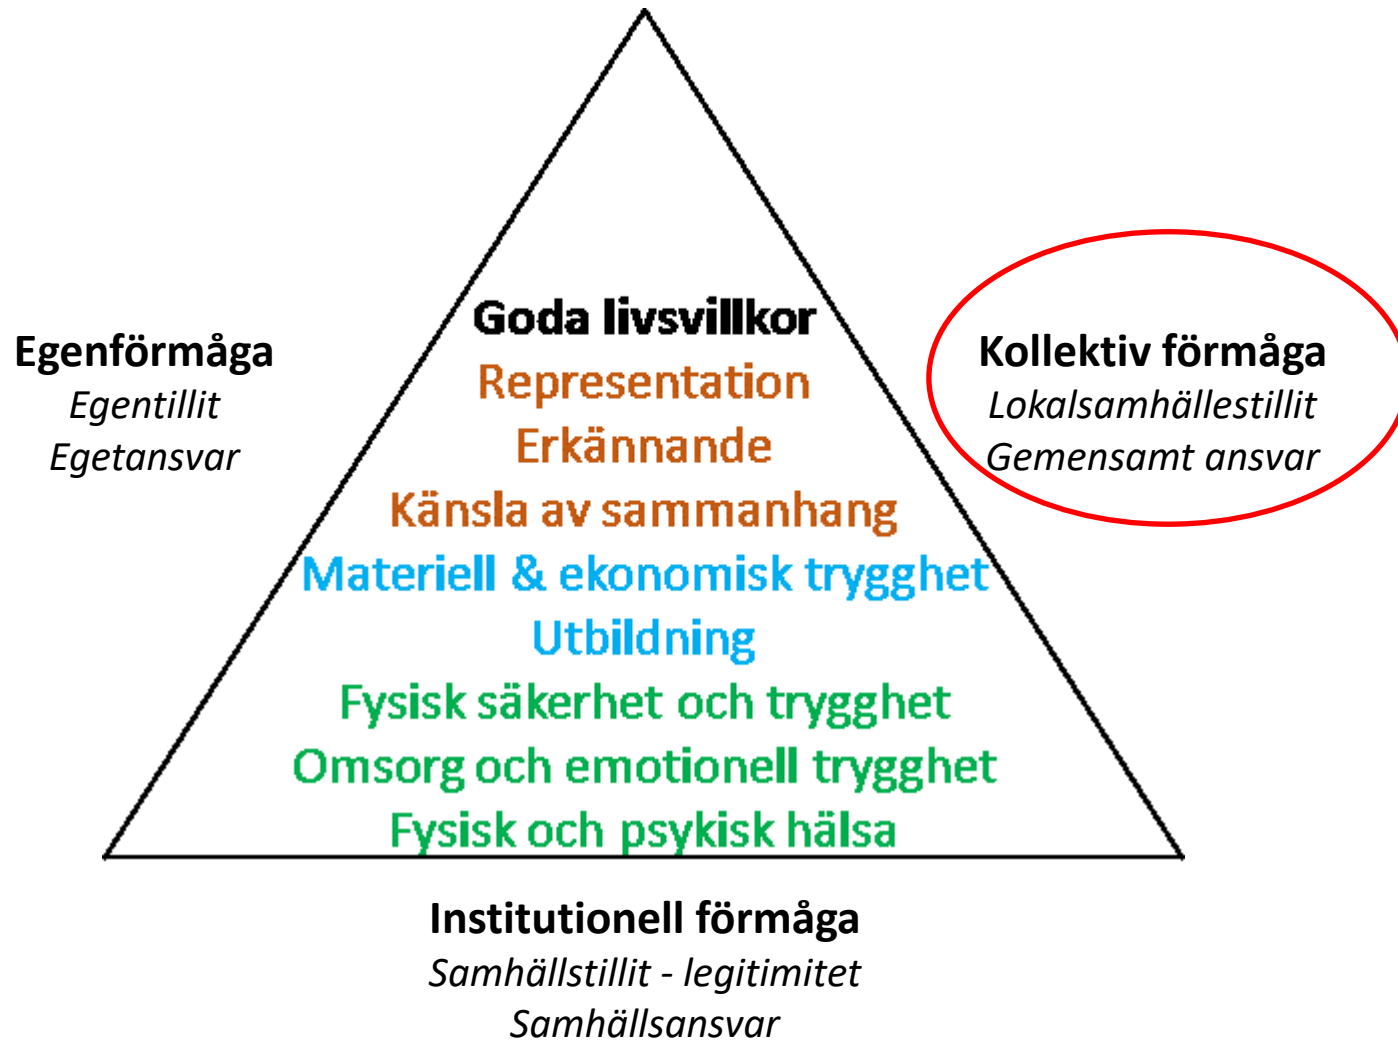 Goda livsvillkor
Representation
Erkännande
Känsla av sammanhang
Materiell & ekonomisk trygghet
Utbildning
Fysisk säkerhet och trygghet
Omsorg och emotionell trygghet
Fysisk och psykisk hälsa
Egenförmåga
Egentillit
Egetansvar
Kollektiv förmåga
Lokalsamhällestillit
Gemensamt ansvar
Institutionell förmåga
Samhällstillit - legitimitet
Samhällsansvar